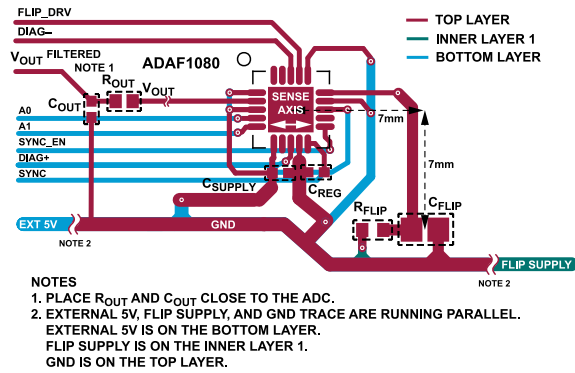 FLIP_DRV
DIAG–
VOUT FILTERED
NOTE 1
ADAF1080
ROUT
VOUT
COUT
TOP LAYER
INNER LAYER 1
BOTTOM LAYER
SENSE
AXIS
7mm
7mm
A0
A1
SYNC_EN
DIAG+
SYNC
CSUPPLY
CREG
RFLIP
CFLIP
EXT 5V
GND
NOTE 2
FLIP SUPPLY
NOTE 2
NOTES
1. PLACE ROUT AND COUT CLOSE TO THE ADC.
2. EXTERNAL 5V, FLIP SUPPLY, AND GND TRACE ARE RUNNING PARALLEL.
EXTERNAL 5V IS ON THE BOTTOM LAYER.
FLIP SUPPLY IS ON THE INNER LAYER 1.
GND IS ON THE TOP LAYER.